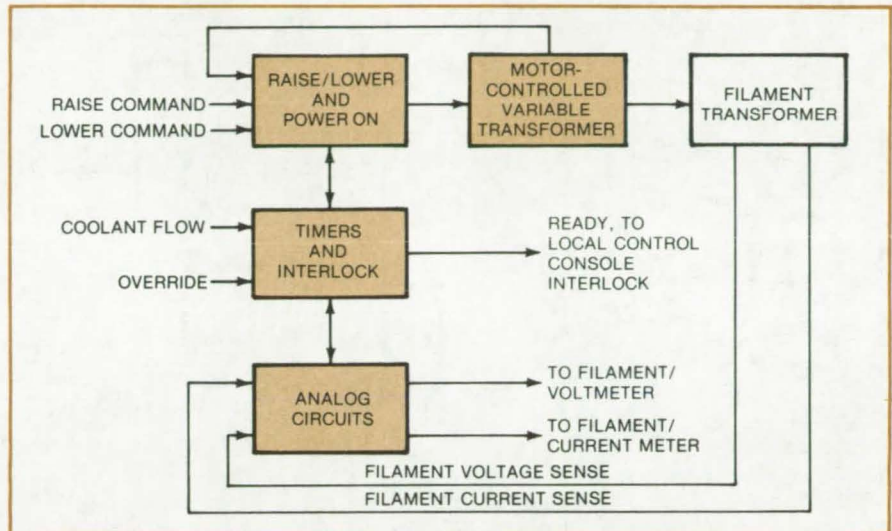 RAISE/LOWER
AND
POWER ON
MOTOR-
CONTROLLED
VARIABLE
TRANSFORMER
FILAMENT
TRANSFORMER
RAISE COMMAND
LOWER COMMAND
COOLANT FLOW
OVERRIDE
TIMERS
AND
INTERLOCK
READY, TO
LOCAL CONTROL
CONSOLE
INTERLOCK
ANALOG
CIRCUITS
TO FILAMENT/
VOLTMETER
TO FILAMENT/
CURRENT METER
FILAMENT VOLTAGE SENSE
FILAMENT CURRENT SENSE